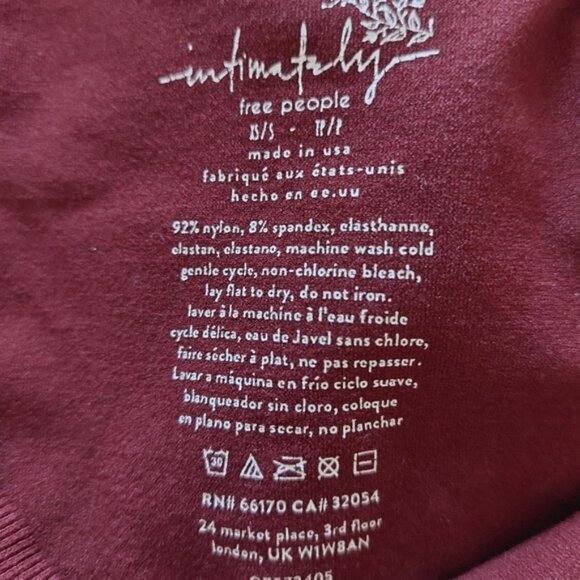 intimately
free people
XS/S · TP/P
made in usa
fabriqué aux états-unis
hecho en ee.uu
92% nylon, 8% spandex, elasthanne,
elastan, elastano, machine wash cold
gentle cycle, non-chlorine bleach,
lay flat to dry, do not iron.
laver à la machine à l'eau froide
cycle délica, eau de Javel sans chlore,
faire sécher à plat, ne pas repasser.
Lavar a máquina en frío ciclo suave,
blanqueador sin cloro, coloque
en plano para secar, no planchar
30
RN# 66170 CA# 32054
24 market place, 3rd floor
london, UK W1W8AN